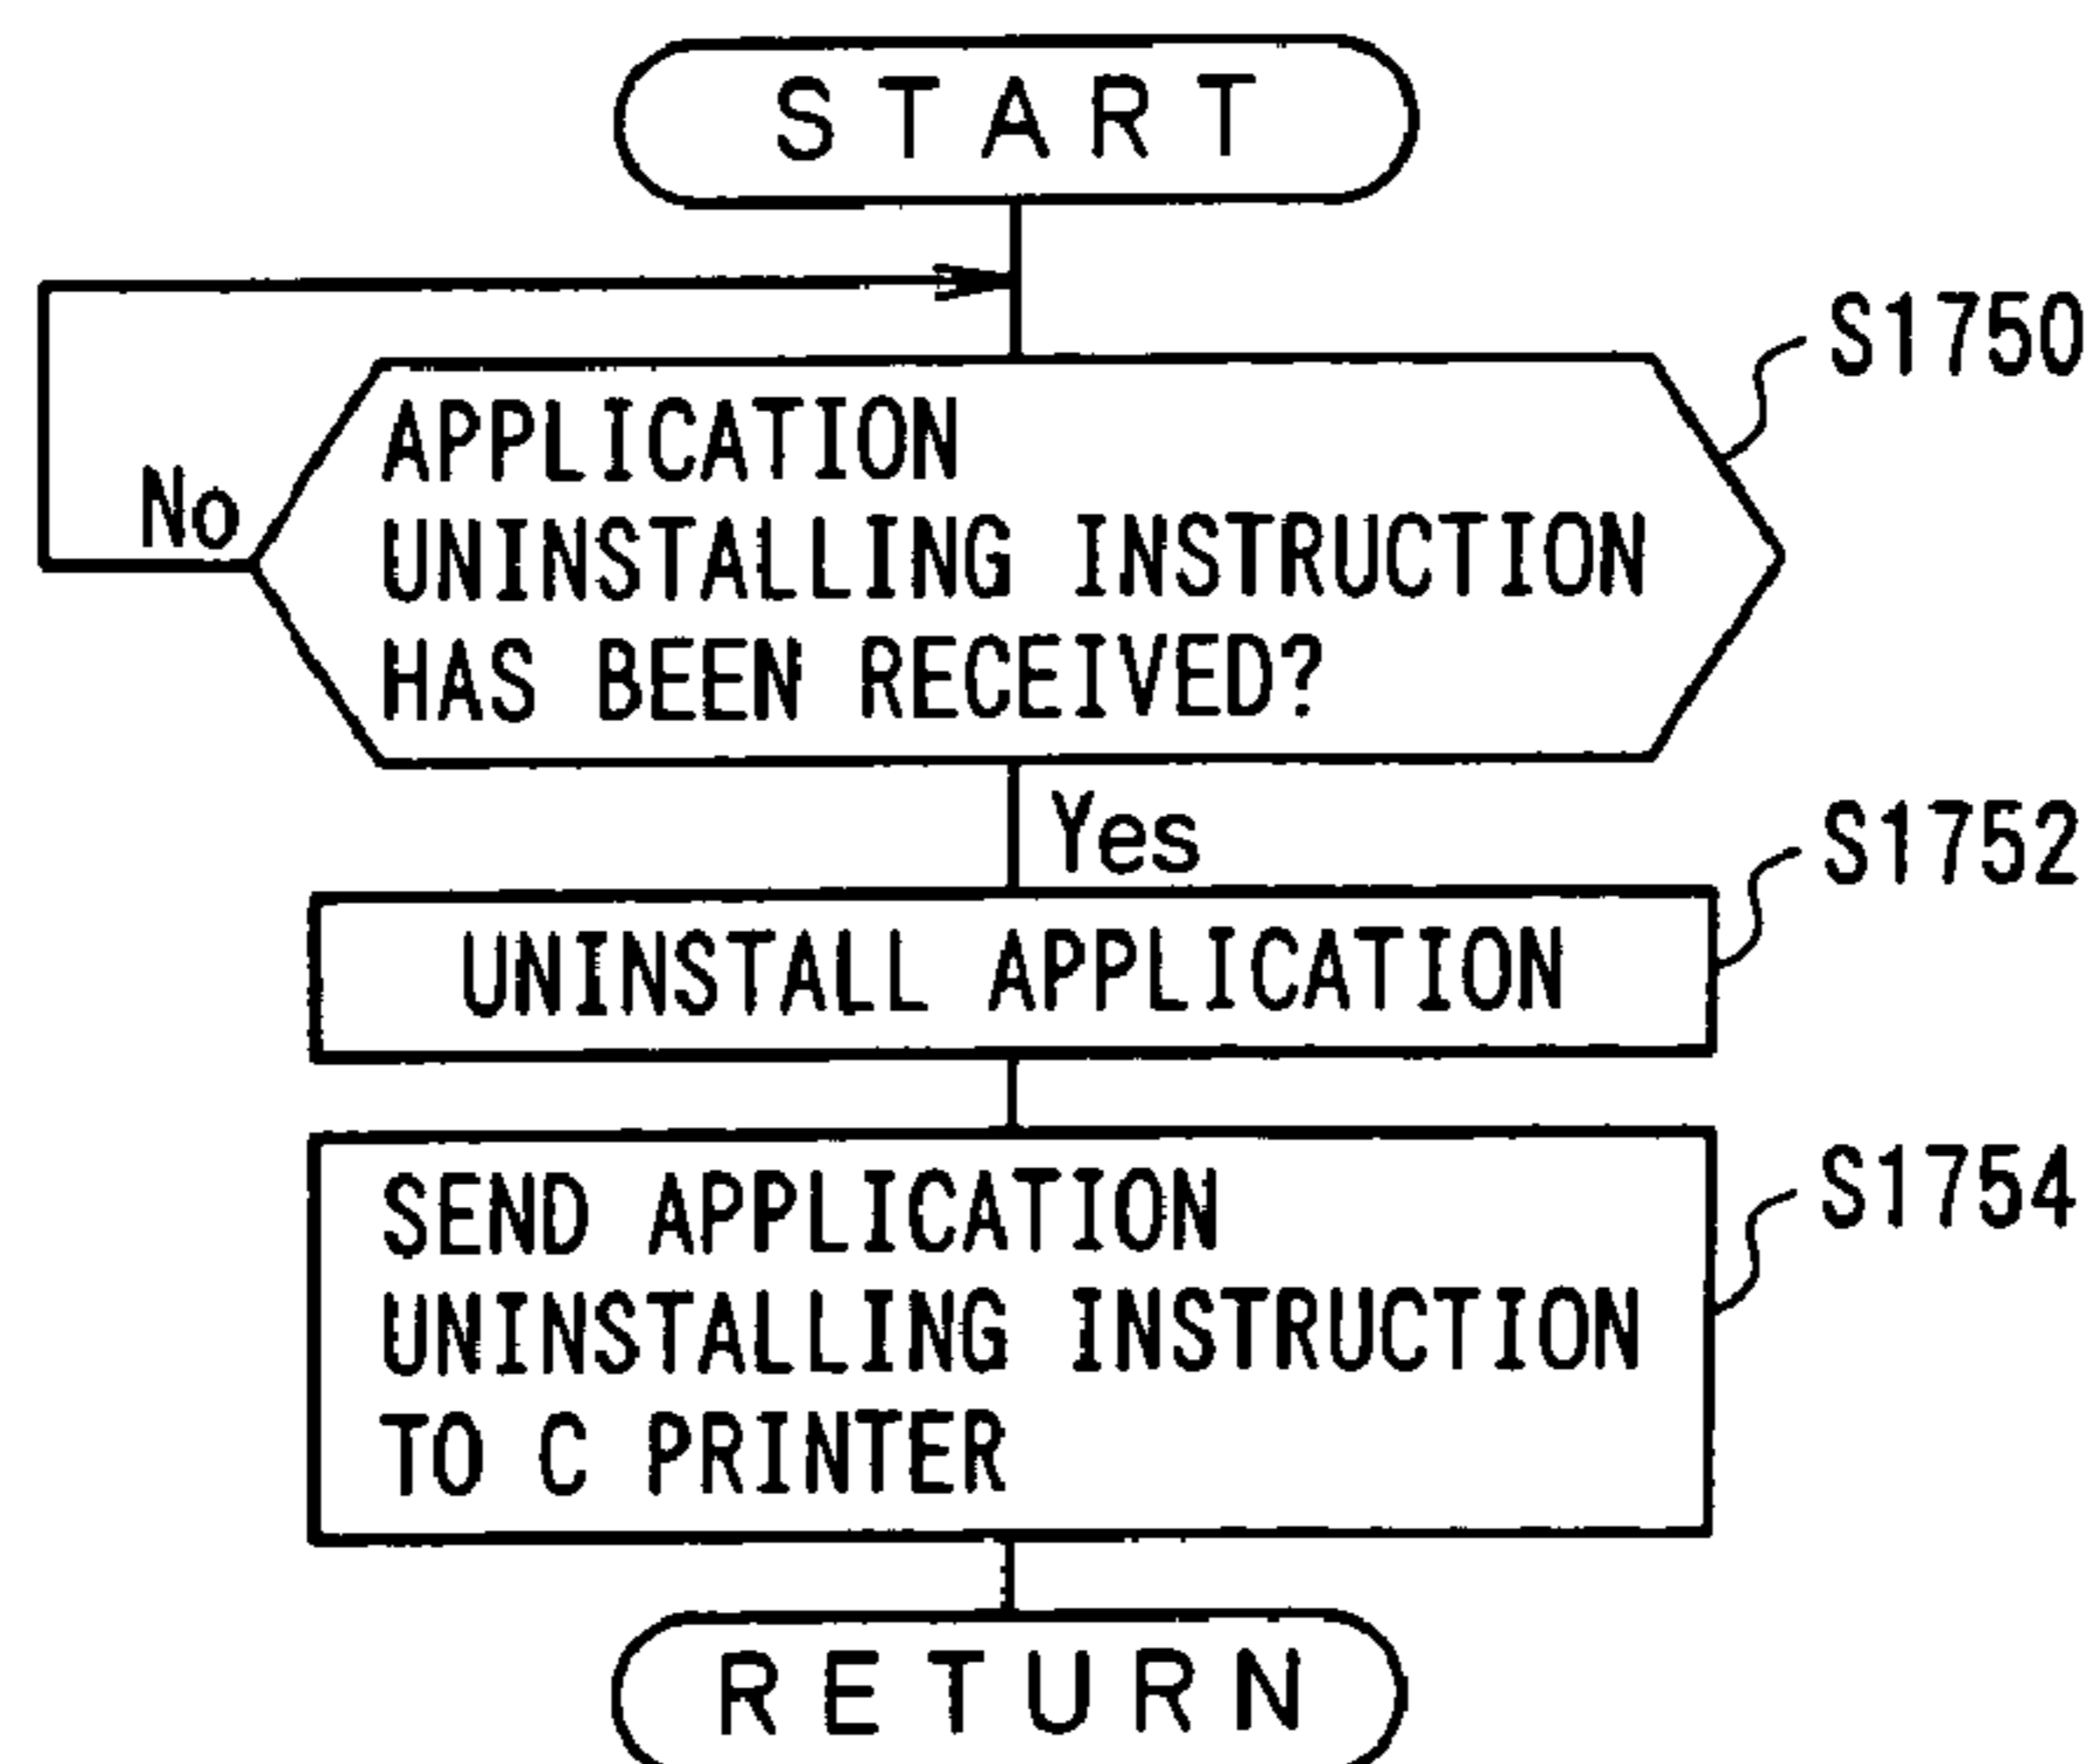 START
S1750
APPLICATION
UNINSTALLING INSTRUCTION
HAS BEEN RECEIVED?
No
Yes
S1752
UNINSTALL APPLICATION
S1754
SEND APPLICATION
UNINSTALLING INSTRUCTION
TO C PRINTER
RETURN